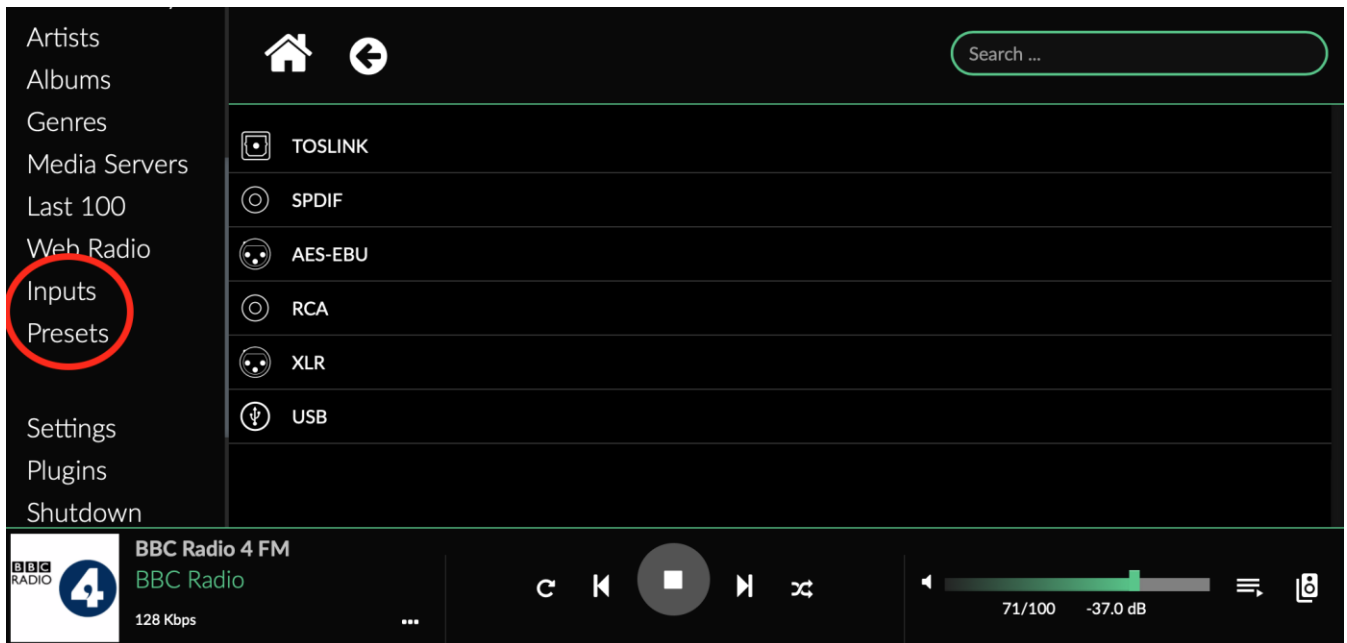 Artists
Albums
Genres
Media Servers
Last 100
Web Radio
Inputs
Presets
Settings
Plugins
Shutdown
Search ...
TOSLINK
SPDIF
AES-EBU
RCA
XLR
USB
BBC
RADIO
4
BBC Radio 4 FM
BBC Radio
128 Kbps
71/100 -37.0 dB